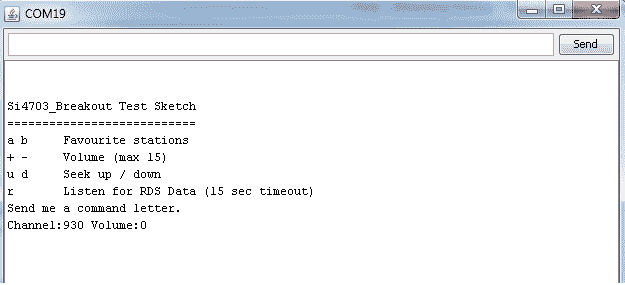 COM19
Send
Si4703_Breakout Test Sketch
===========================
a b     Favourite stations
+ -     Volume (max 15)
u d     Seek up / down
r       Listen for RDS Data (15 sec timeout)
Send me a command letter.
Channel:930 Volume:0